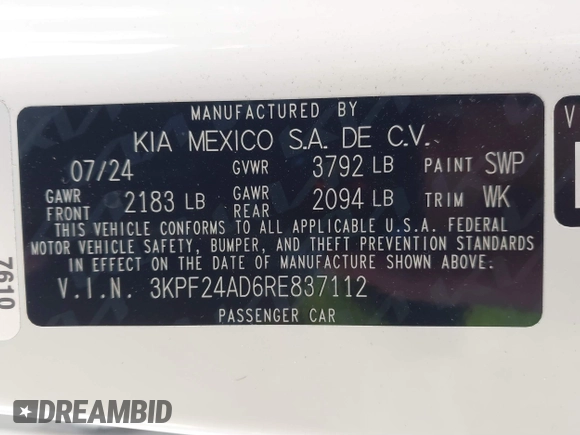 MANUFACTURED BY
KIA MEXICO S.A. DE C.V.
07/24 GVWR 3792 LB PAINT SWP
GAWR FRONT 2183 LB GAWR REAR 2094 LB TRIM WK
THIS VEHICLE CONFORMS TO ALL APPLICABLE U.S.A. FEDERAL
MOTOR VEHICLE SAFETY, BUMPER, AND THEFT PREVENTION STANDARDS
IN EFFECT ON THE DATE OF MANUFACTURE SHOWN ABOVE.
V.I.N. 3KPF24AD6RE837112
PASSENGER CAR
7610
V
DREAMBID